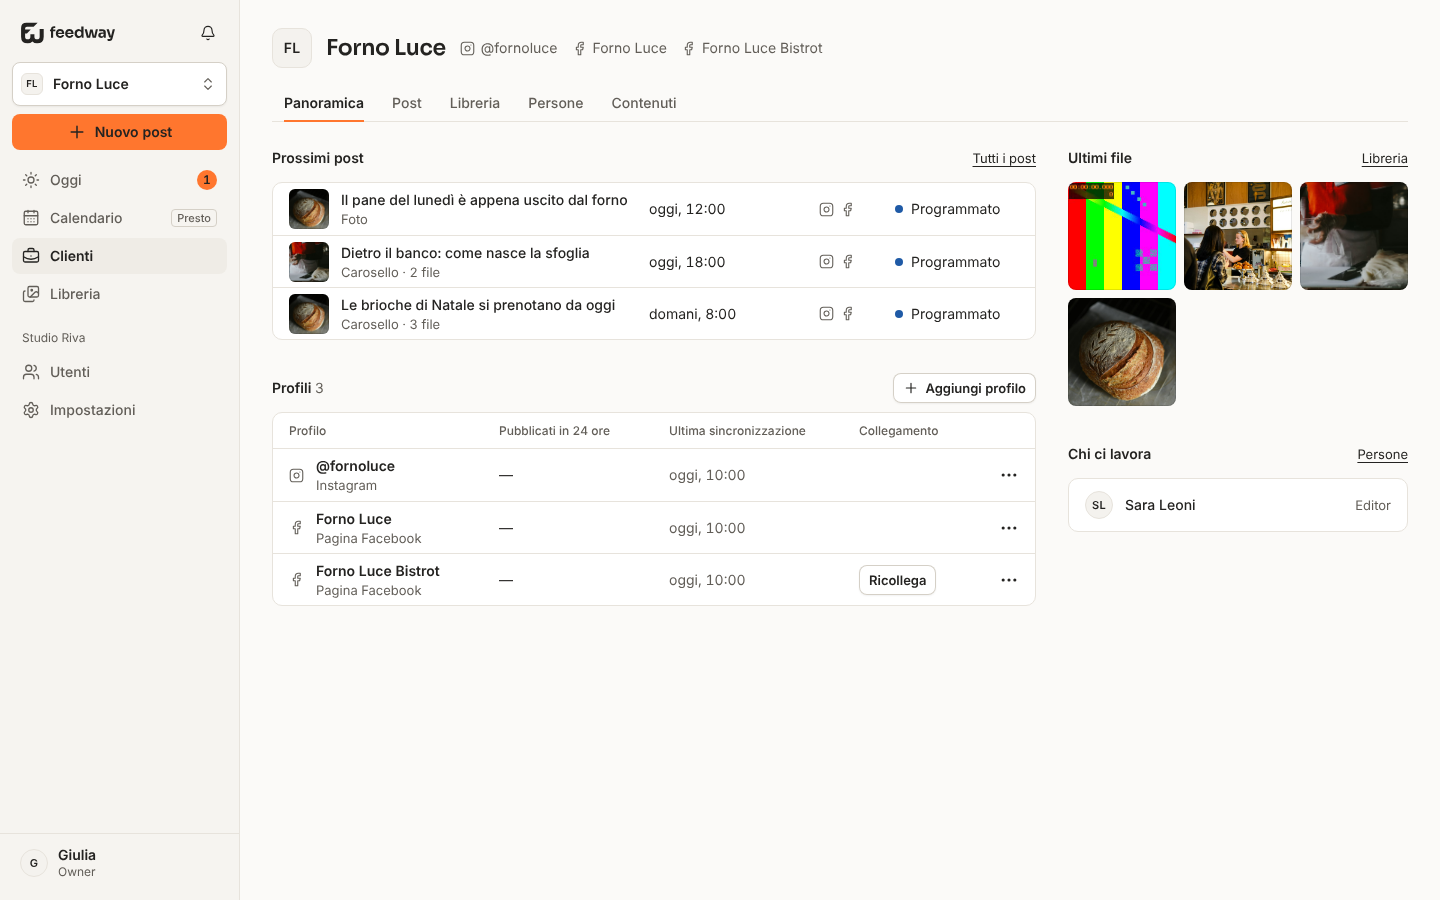 feedway
FL
Forno Luce
Nuovo post
Oggi
1
Calendario
Presto
Clienti
Libreria
Studio Riva
Utenti
Impostazioni
G
Giulia
Owner
FL
Forno Luce
@fornoluce
Forno Luce
Forno Luce Bistrot
Panoramica
Post
Libreria
Persone
Contenuti
Prossimi post
Tutti i post
Il pane del lunedì è appena uscito dal forno
Foto
oggi, 12:00
Programmato
Dietro il banco: come nasce la sfoglia
Carosello · 2 file
oggi, 18:00
Programmato
Le brioche di Natale si prenotano da oggi
Carosello · 3 file
domani, 8:00
Programmato
Profili 3
Aggiungi profilo
Profilo
Pubblicati in 24 ore
Ultima sincronizzazione
Collegamento
@fornoluce
Instagram
—
oggi, 10:00
Forno Luce
Pagina Facebook
—
oggi, 10:00
Forno Luce Bistrot
Pagina Facebook
—
oggi, 10:00
Ricollega
Ultimi file
Libreria
Chi ci lavora
Persone
SL
Sara Leoni
Editor